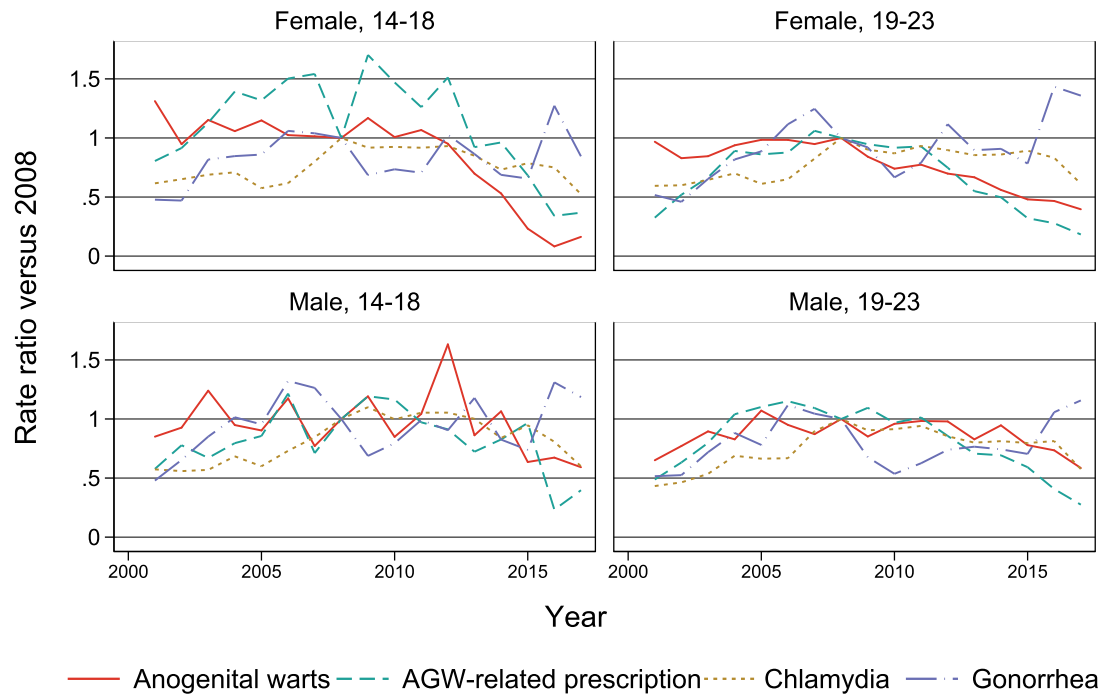 Female, 14-18
Female, 19-23
1.5
1
.5
0
Male, 14-18
Male, 19-23
1.5
1
.5
0
2000 2005 2010 2015 2000 2005 2010 2015
Rate ratio versus 2008
Year
Anogenital warts AGW-related prescription Chlamydia Gonorrhea